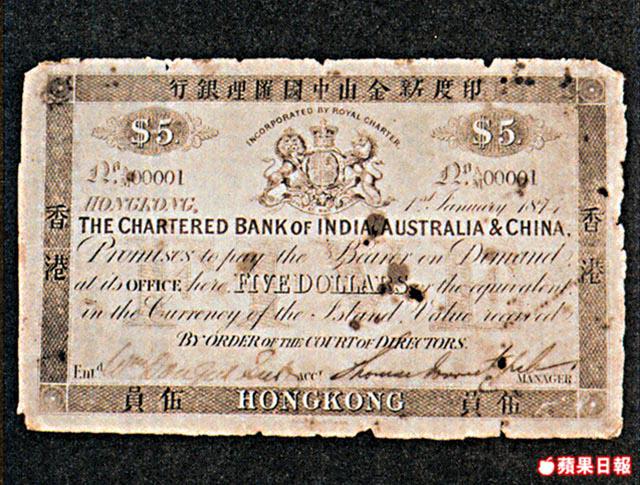 印度新金山中國匯理銀行
$5 $5
INCORPORATED BY ROYAL CHARTER.
No A/M 00001 No A/M 00001
HONGKONG, 1st January
THE CHARTERED BANK OF INDIA, AUSTRALIA & CHINA.
Promises to pay the Bearer on Demand
at its OFFICE here FIVE DOLLARS or the equivalent
in the Currency of the Island Value received
BY ORDER OF THE COURT OF DIRECTORS.
Entd. ACCT MANAGER
香港
香港
伍員 HONGKONG 伍員
蘋果日報